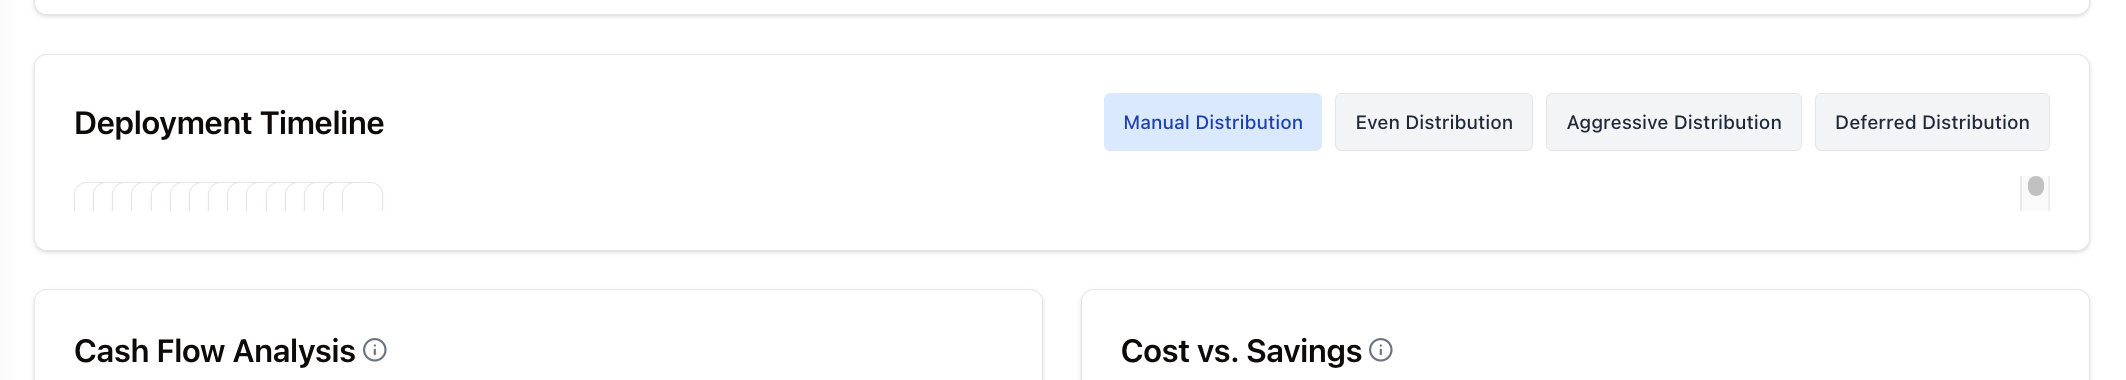 Deployment Timeline
Manual Distribution
Even Distribution
Aggressive Distribution
Deferred Distribution
Cash Flow Analysis
Cost vs. Savings